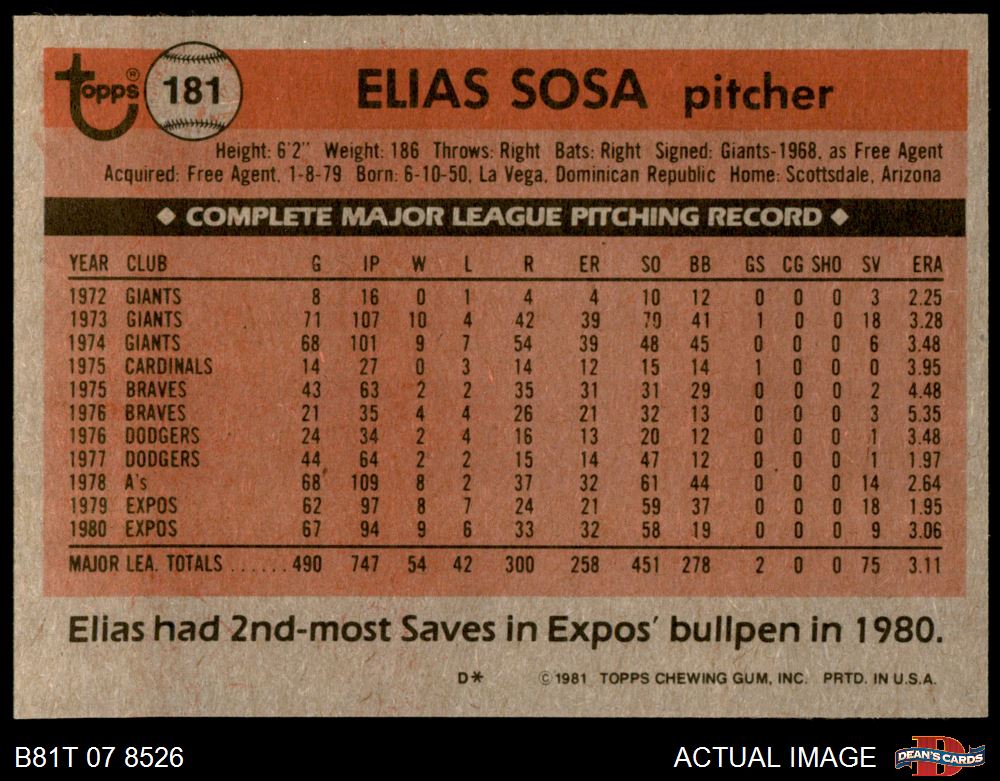 topps® 181 ELIAS SOSA pitcher
Height: 6'2" Weight: 186 Throws: Right Bats: Right Signed: Giants-1968, as Free Agent
Acquired: Free Agent, 1-8-79 Born: 6-10-50, La Vega, Dominican Republic Home: Scottsdale, Arizona
◆ COMPLETE MAJOR LEAGUE PITCHING RECORD ◆
YEAR CLUB G IP W L R ER SO BB GS CG SHO SV ERA
1972 GIANTS 8 16 0 1 4 4 10 12 0 0 0 3 2.25
1973 GIANTS 71 107 10 4 42 39 70 41 1 0 0 18 3.28
1974 GIANTS 68 101 9 7 54 39 48 45 0 0 0 6 3.48
1975 CARDINALS 14 27 0 3 14 12 15 14 1 0 0 0 3.95
1975 BRAVES 43 63 2 2 35 31 31 29 0 0 0 2 4.48
1976 BRAVES 21 35 4 4 26 21 32 13 0 0 0 3 5.35
1976 DODGERS 24 34 2 4 16 13 20 12 0 0 0 1 3.48
1977 DODGERS 44 64 2 2 15 14 47 12 0 0 0 1 1.97
1978 A's 68 109 8 2 37 32 61 44 0 0 0 14 2.64
1979 EXPOS 62 97 8 7 24 21 59 37 0 0 0 18 1.95
1980 EXPOS 67 94 9 6 33 32 58 19 0 0 0 9 3.06
MAJOR LEA. TOTALS ......490 747 54 42 300 258 451 278 2 0 0 75 3.11
Elias had 2nd-most Saves in Expos' bullpen in 1980.
D* © 1981 TOPPS CHEWING GUM, INC. PRTD. IN U.S.A.
B81T 07 8526 ACTUAL IMAGE DEAN'S CARDS